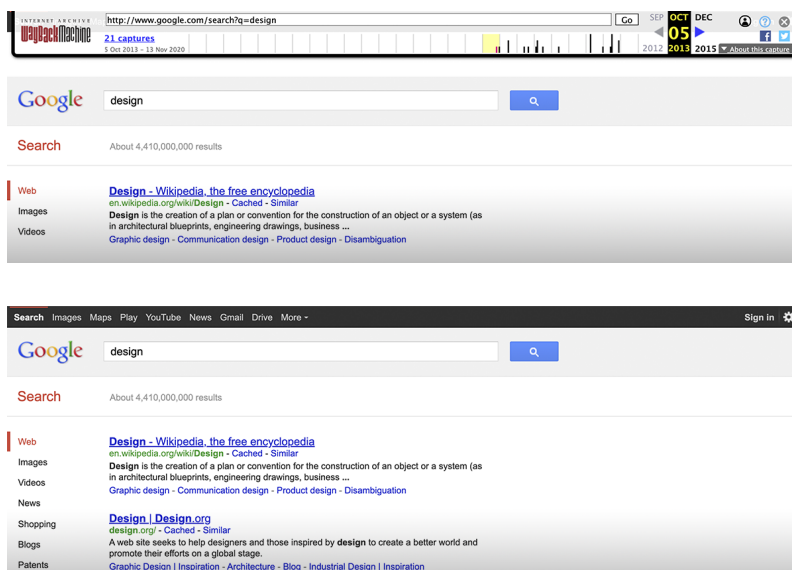 INTERNET ARCHIVE
WayBackMachine
http://www.google.com/search?q=design
Go
SEP OCT DEC
21 captures
5 Oct 2013 – 13 Nov 2020
05
2012 2013 2015
About this capture
Google
design
Search
About 4,410,000,000 results
Web
Images
Videos
Design - Wikipedia, the free encyclopedia
en.wikipedia.org/wiki/Design - Cached - Similar
Design is the creation of a plan or convention for the construction of an object or a system (as
in architectural blueprints, engineering drawings, business ...
Graphic design - Communication design - Product design - Disambiguation
Search Images Maps Play YouTube News Gmail Drive More
Sign in
Google
design
Search
About 4,410,000,000 results
Web
Images
Videos
News
Shopping
Blogs
Patents
Design - Wikipedia, the free encyclopedia
en.wikipedia.org/wiki/Design - Cached - Similar
Design is the creation of a plan or convention for the construction of an object or a system (as
in architectural blueprints, engineering drawings, business ...
Graphic design - Communication design - Product design - Disambiguation
Design | Design.org
design.org/ - Cached - Similar
A web site seeks to help designers and those inspired by design to create a better world and
promote their efforts on a global stage.
Graphic Design | Inspiration - Architecture - Blog - Industrial Design | Inspiration